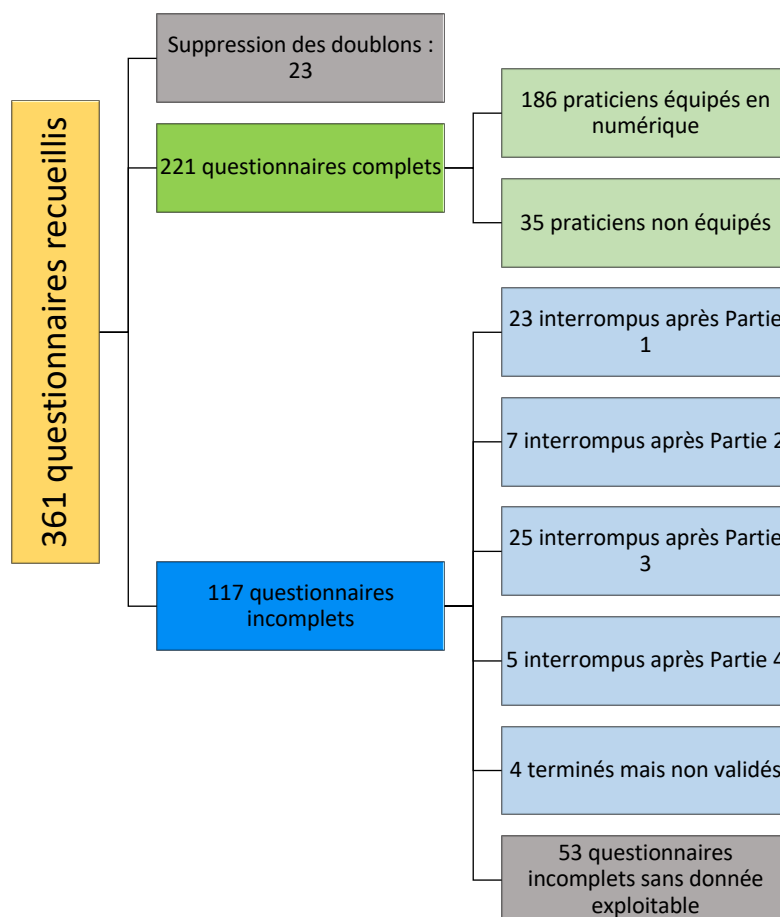 361 questionnaires recueillis
Suppression des doublons :
23
221 questionnaires complets
186 praticiens équipés en
numérique
35 praticiens non équipés
117 questionnaires
incomplets
23 interrompus après Partie
1
7 interrompus après Partie 2
25 interrompus après Partie
3
5 interrompus après Partie 4
4 terminés mais non validés
53 questionnaires
incomplets sans donnée
exploitable